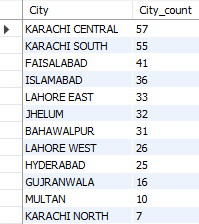 City City_count
KARACHI CENTRAL 57
KARACHI SOUTH 55
FAISALABAD 41
ISLAMABAD 36
LAHORE EAST 33
JHELUM 32
BAHAWALPUR 31
LAHORE WEST 26
HYDERABAD 25
GUJRANWALA 16
MULTAN 10
KARACHI NORTH 7